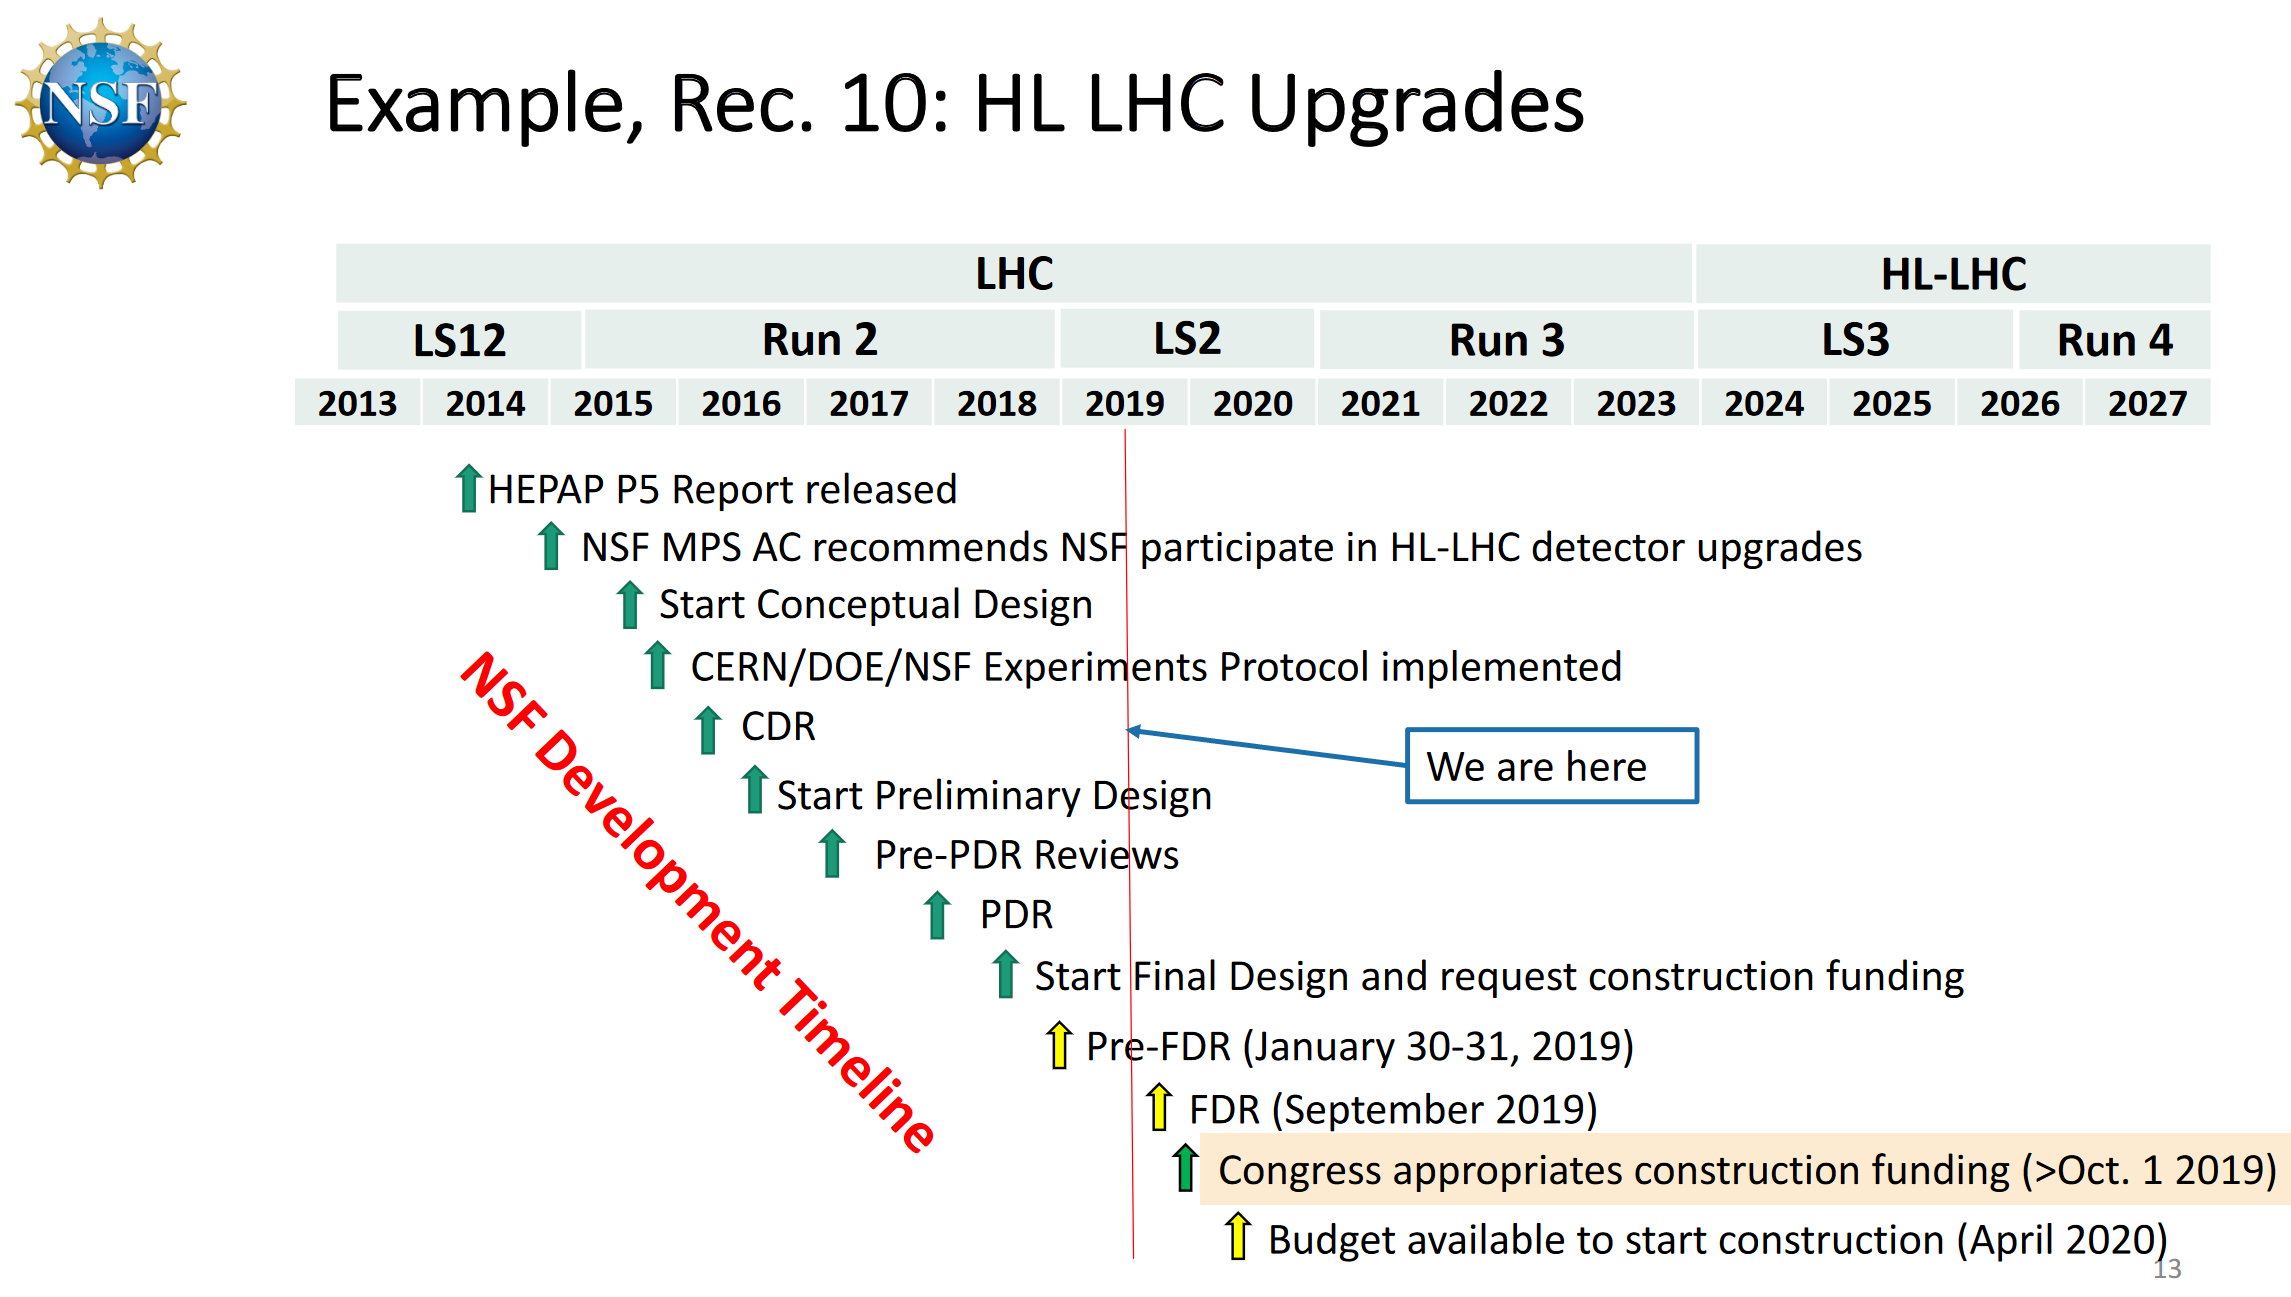 NSF
Example, Rec. 10: HL LHC Upgrades
LHC HL-LHC
LS12 Run 2 LS2 Run 3 LS3 Run 4
2013 2014 2015 2016 2017 2018 2019 2020 2021 2022 2023 2024 2025 2026 2027
HEPAP P5 Report released
NSF MPS AC recommends NSF participate in HL-LHC detector upgrades
Start Conceptual Design
CERN/DOE/NSF Experiments Protocol implemented
CDR
We are here
Start Preliminary Design
Pre-PDR Reviews
PDR
Start Final Design and request construction funding
Pre-FDR (January 30-31, 2019)
FDR (September 2019)
Congress appropriates construction funding (>Oct. 1 2019)
Budget available to start construction (April 2020)
NSF Development Timeline
13